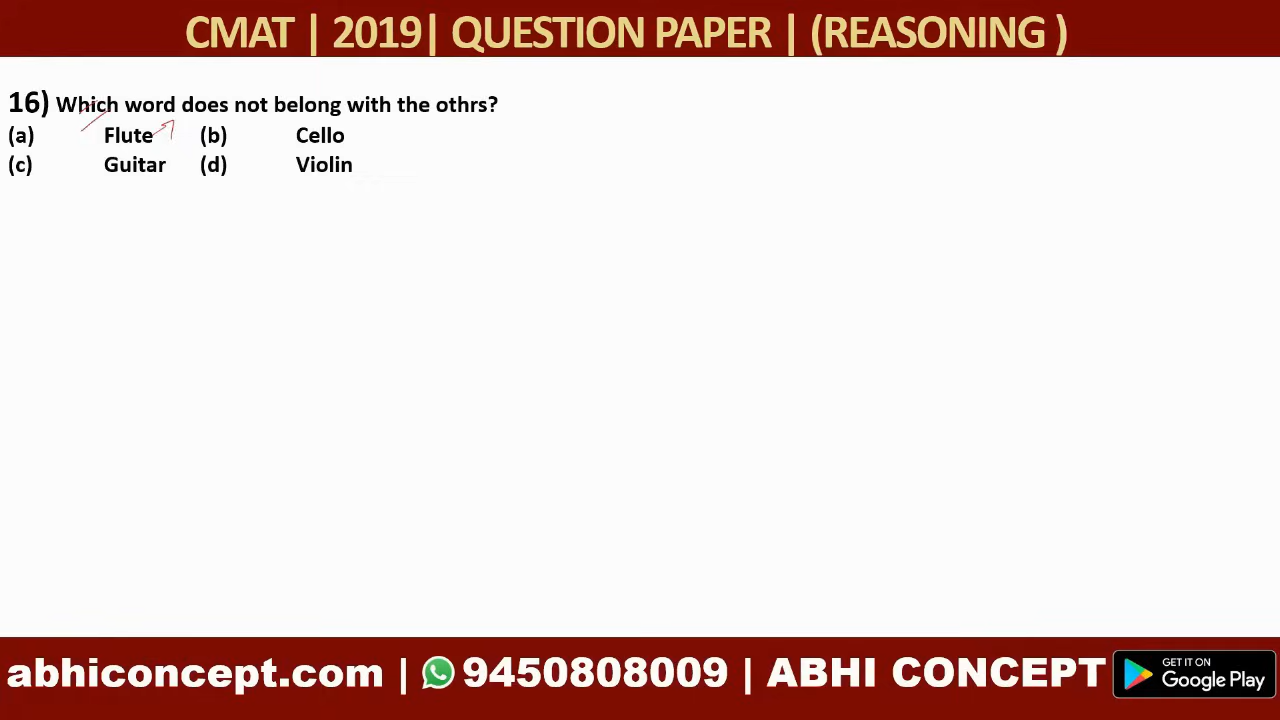 CMAT | 2019| QUESTION PAPER | (REASONING )
16) Which word does not belong with the othrs?
(a) Flute (b) Cello
(c) Guitar (d) Violin
abhiconcept.com | 9450808009 | ABHI CONCEPT GET IT ON Google Play